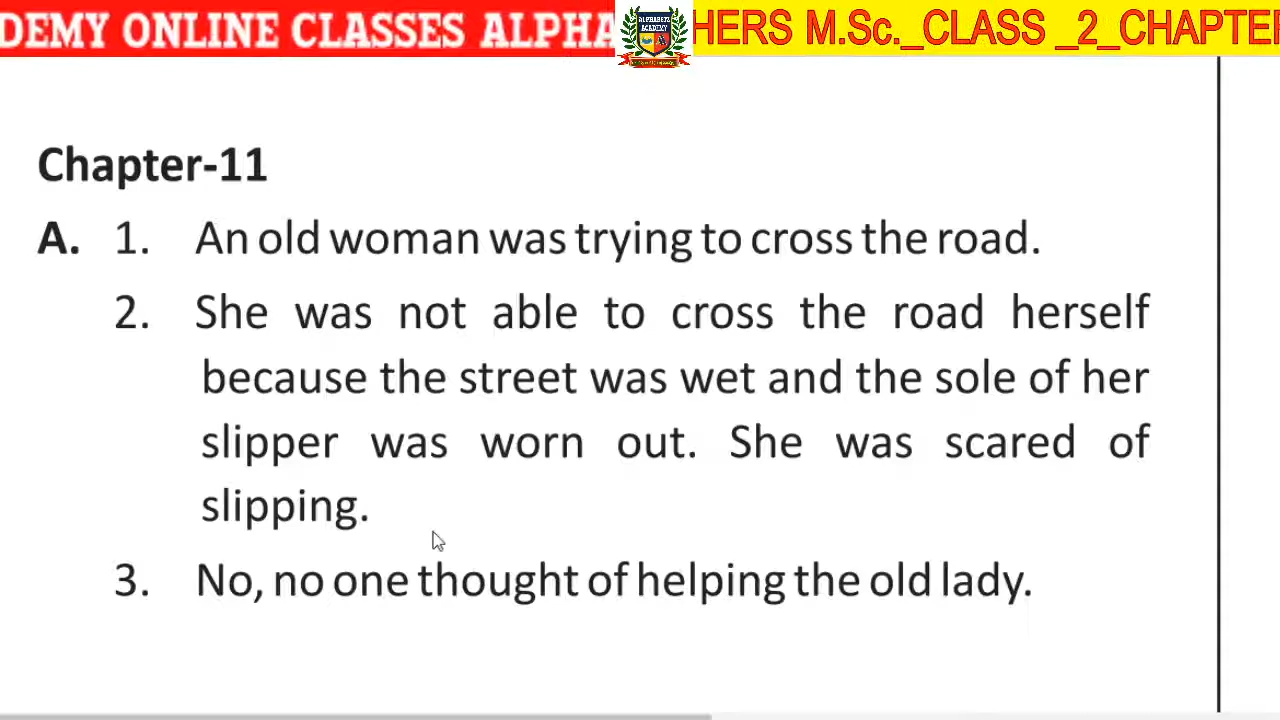 DEMY ONLINE CLASSES ALPHA
ALPHABETZ
ACADEMY
HERS M.Sc._CLASS _2_CHAPTER
Chapter-11
A. 1. An old woman was trying to cross the road.
2. She was not able to cross the road herself
because the street was wet and the sole of her
slipper was worn out. She was scared of
slipping.
3. No, no one thought of helping the old lady.